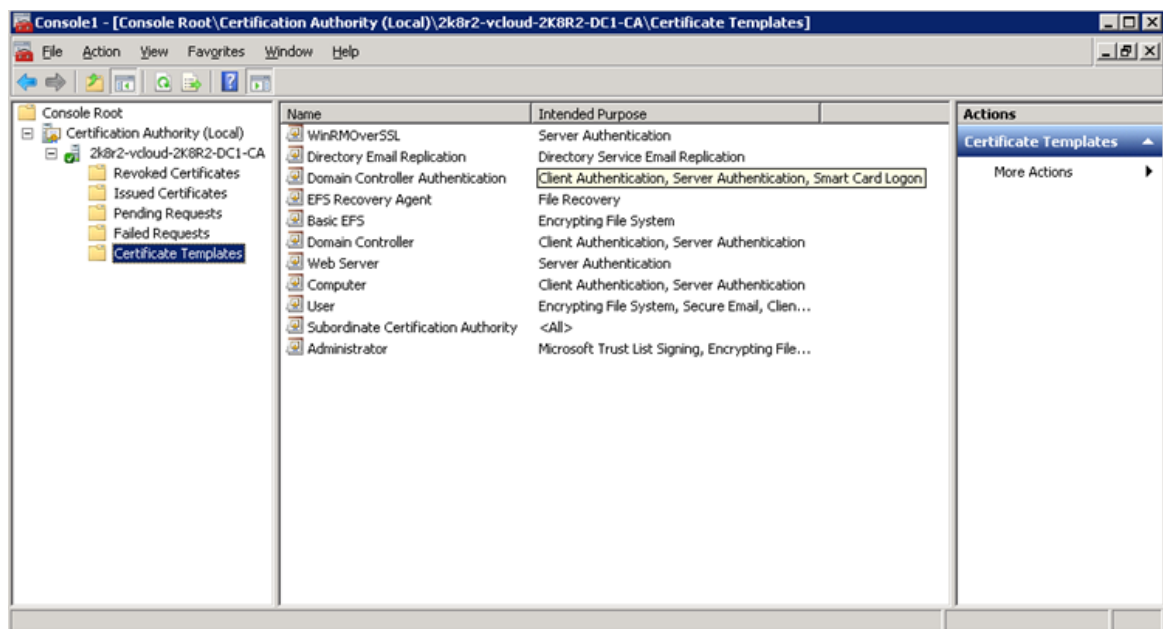 Console1 - [Console Root\Certification Authority (Local)\2k8r2-vcloud-2K8R2-DC1-CA\Certificate Templates]
File Action View Favorites Window Help
Console Root
Certification Authority (Local)
2k8r2-vcloud-2K8R2-DC1-CA
Revoked Certificates
Issued Certificates
Pending Requests
Failed Requests
Certificate Templates
Name Intended Purpose
WinRMOverSSL Server Authentication
Directory Email Replication Directory Service Email Replication
Domain Controller Authentication Client Authentication, Server Authentication, Smart Card Logon
EFS Recovery Agent File Recovery
Basic EFS Encrypting File System
Domain Controller Client Authentication, Server Authentication
Web Server Server Authentication
Computer Client Authentication, Server Authentication
User Encrypting File System, Secure Email, Clien...
Subordinate Certification Authority <All>
Administrator Microsoft Trust List Signing, Encrypting File...
Actions
Certificate Templates
More Actions